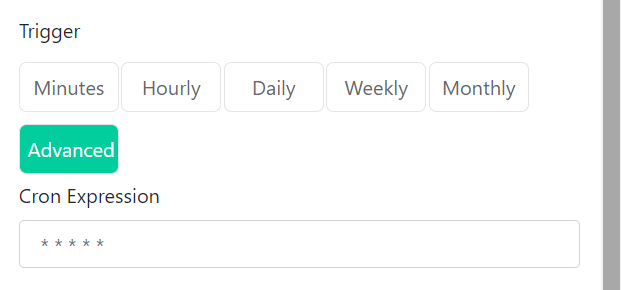 Trigger
Minutes Hourly Daily Weekly Monthly
Advanced
Cron Expression
* * * * *